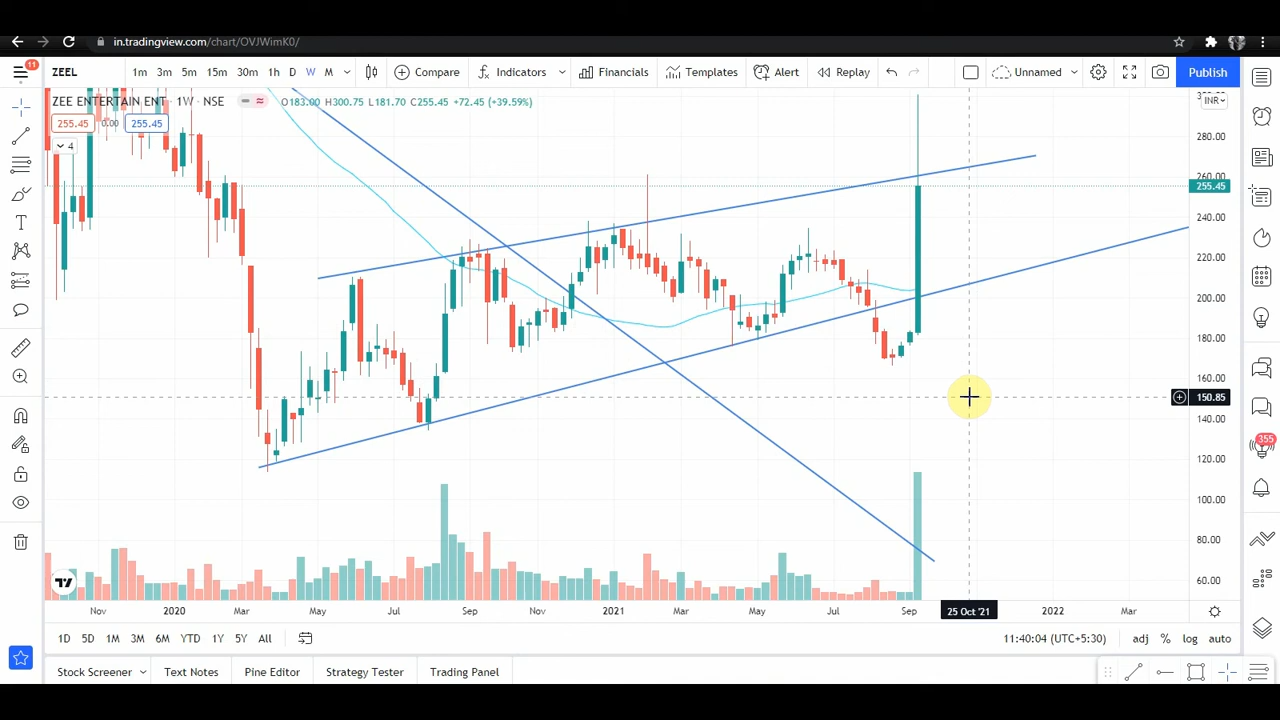 in.tradingview.com/chart/OVJWimK0/
11
ZEEL 1m 3m 5m 15m 30m 1h D W M Compare Indicators Financials Templates Alert Replay Unnamed Publish
ZEE ENTERTAIN ENT · 1W · NSE O183.00 H300.75 L181.70 C255.45 +72.45 (+39.59%)
INR
255.45 0.00 255.45
4
280.00
260.00
255.45
240.00
220.00
200.00
180.00
160.00
150.85
140.00
120.00
100.00
80.00
60.00
355
Nov 2020 Mar May Jul Sep Nov 2021 Mar May Jul Sep 25 Oct '21 2022 Mar
1D 5D 1M 3M 6M YTD 1Y 5Y All 11:40:04 (UTC+5:30) adj % log auto
Stock Screener Text Notes Pine Editor Strategy Tester Trading Panel